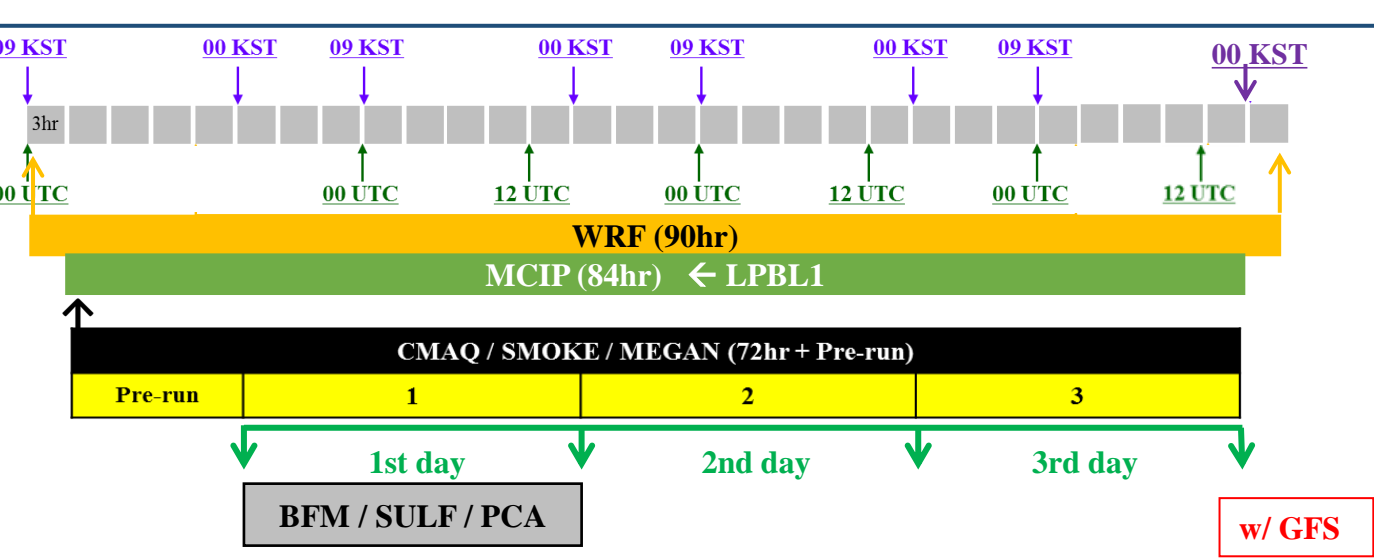 09 KST 00 KST 09 KST 00 KST 09 KST 00 KST 09 KST 00 KST
3hr
00 UTC 00 UTC 12 UTC 00 UTC 12 UTC 00 UTC 12 UTC
WRF (90hr)
MCIP (84hr) ← LPBL1
CMAQ / SMOKE / MEGAN (72hr + Pre-run)
Pre-run 1 2 3
1st day 2nd day 3rd day
BFM / SULF / PCA
w/ GFS